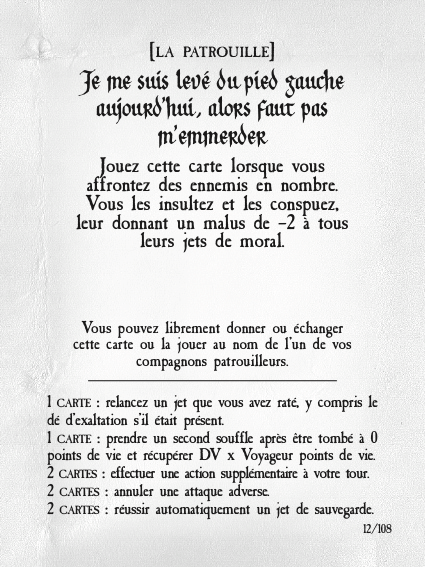 [LA PATROUILLE]
Je me suis levé du pied gauche
aujourd'hui, alors faut pas
m'emmerder
Jouez cette carte lorsque vous
affrontez des ennemis en nombre.
Vous les insultez et les conspuez,
leur donnant un malus de -2 à tous
leurs jets de moral.
Vous pouvez librement donner ou échanger
cette carte ou la jouer au nom de l'un de vos
compagnons patrouilleurs.
1 CARTE : relancez un jet que vous avez raté, y compris le
dé d'exaltation s'il était présent.
1 CARTE : prendre un second souffle après être tombé à 0
points de vie et récupérer DV x Voyageur points de vie.
2 CARTES : effectuer une action supplémentaire à votre tour.
2 CARTES : annuler une attaque adverse.
2 CARTES : réussir automatiquement un jet de sauvegarde.
12/108